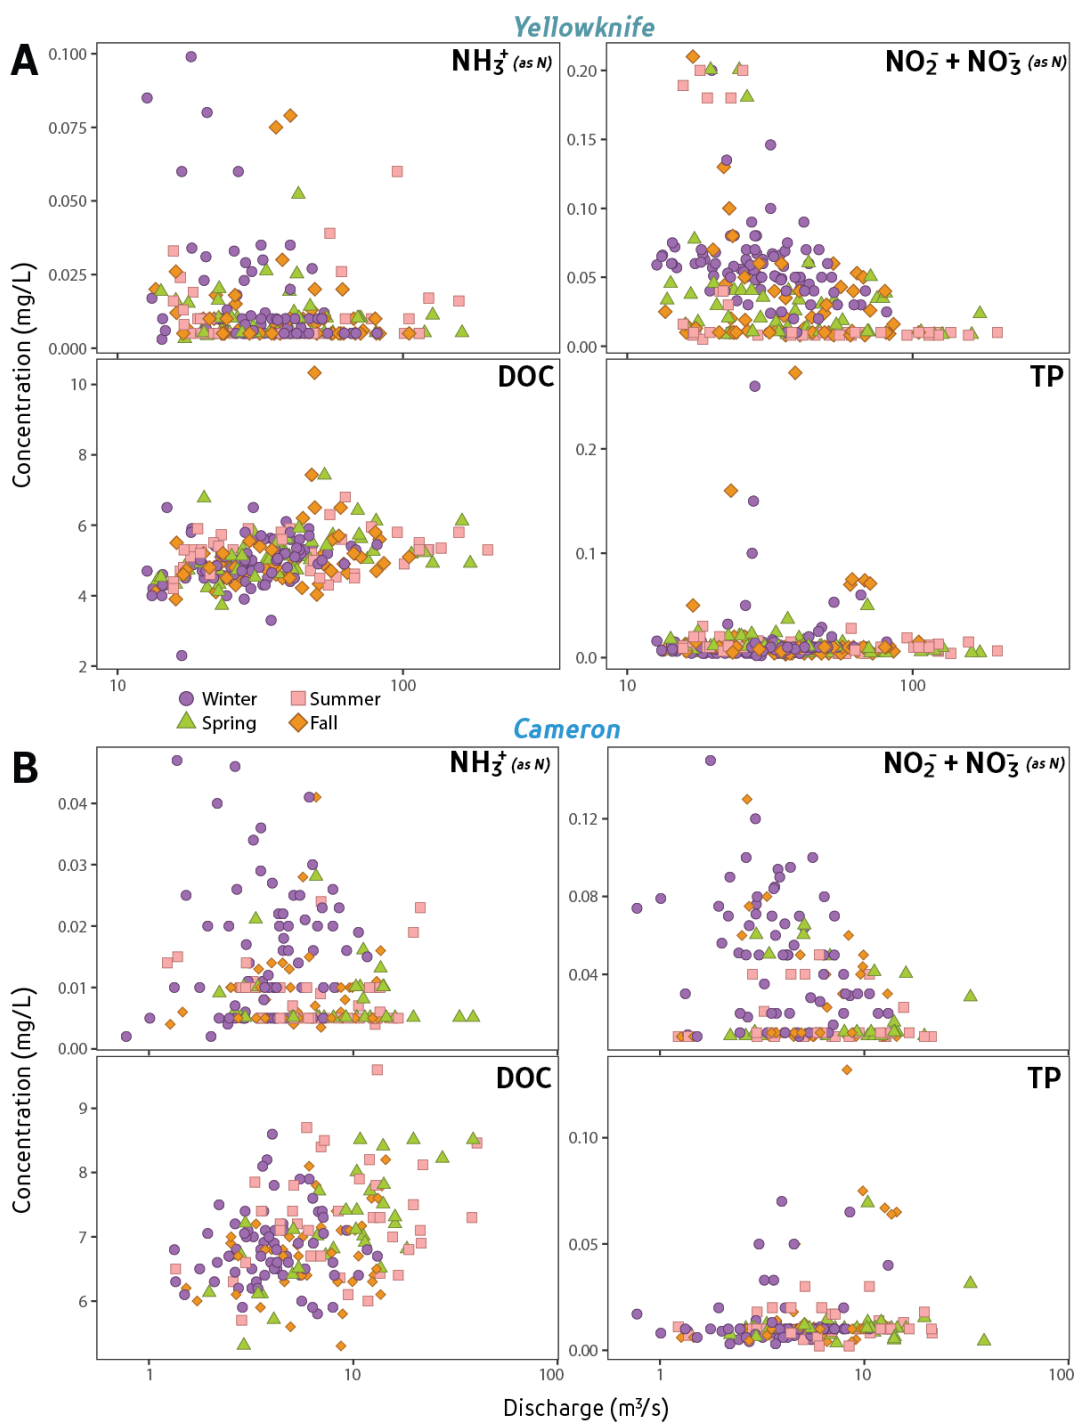 Yellowknife
A
NH₃⁺ (as N)
NO₂⁻ + NO₃⁻ (as N)
0.100
0.075
0.050
0.025
0.000
0.20
0.15
0.10
0.05
0.00
Concentration (mg/L)
DOC
TP
10
8
6
4
2
0.2
0.1
0.0
10
100
10
100
Winter
Summer
Spring
Fall
Cameron
B
NH₃⁺ (as N)
NO₂⁻ + NO₃⁻ (as N)
0.04
0.03
0.02
0.01
0.00
0.12
0.08
0.04
Concentration (mg/L)
DOC
TP
9
8
7
6
0.10
0.05
0.00
1
10
100
1
10
100
Discharge (m³/s)